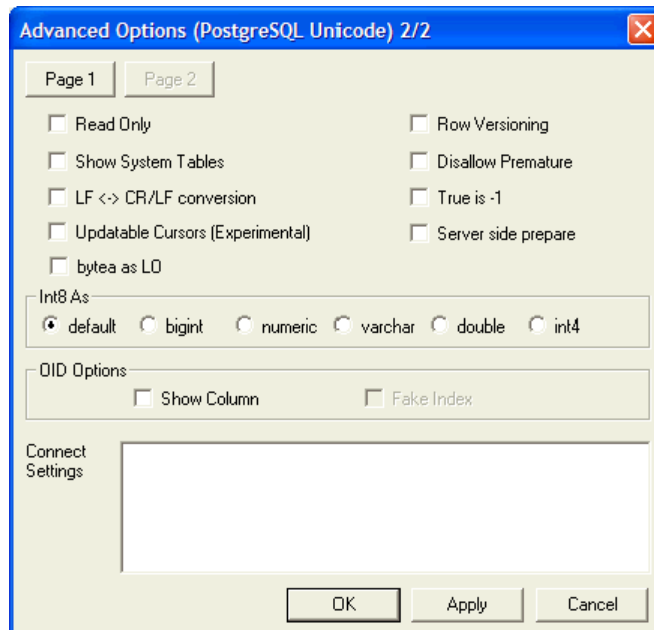 Advanced Options (PostgreSQL Unicode) 2/2
Page 1 Page 2
Read Only Row Versioning
Show System Tables Disallow Premature
LF <-> CR/LF conversion True is -1
Updatable Cursors (Experimental) Server side prepare
bytea as LO
Int8 As
default bigint numeric varchar double int4
OID Options
Show Column Fake Index
Connect
Settings
OK Apply Cancel